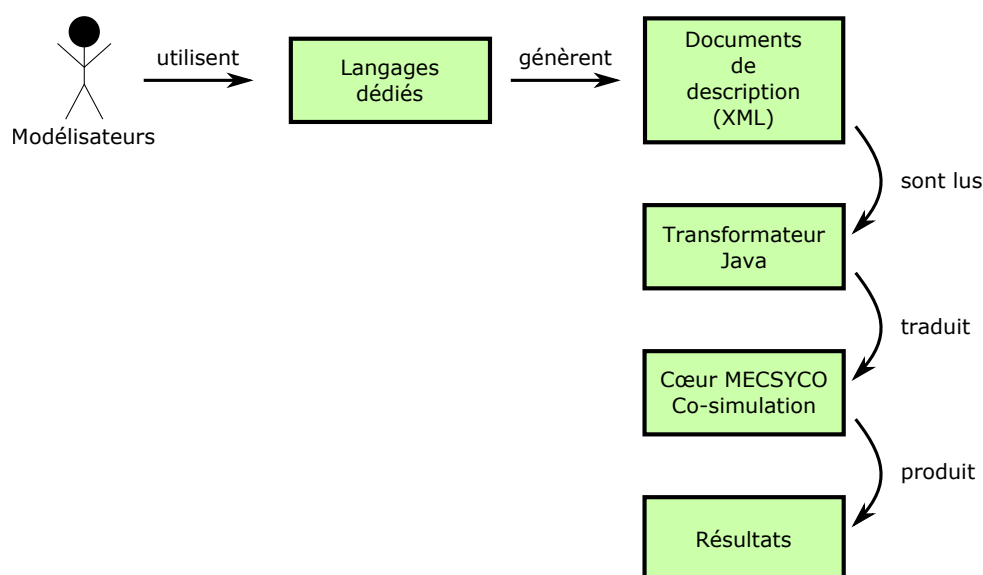 Modélisateurs
utilisent
Langages
dédiés
génèrent
Documents
de
description
(XML)
sont lus
Transformateur
Java
traduit
Cœur MECSYCO
Co-simulation
produit
Résultats